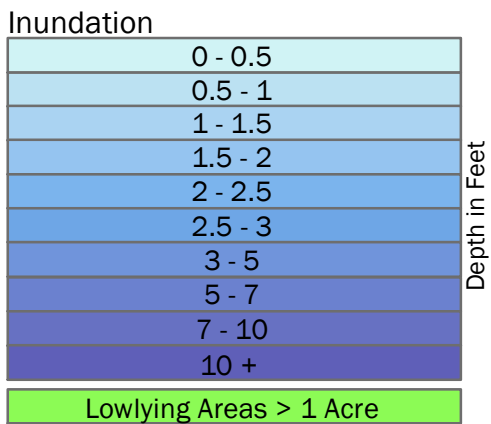 Inundation
0 - 0.5
0.5 - 1
1 - 1.5
1.5 - 2
2 - 2.5
2.5 - 3
3 - 5
5 - 7
7 - 10
10 +
Depth in Feet
Lowlying Areas > 1 Acre